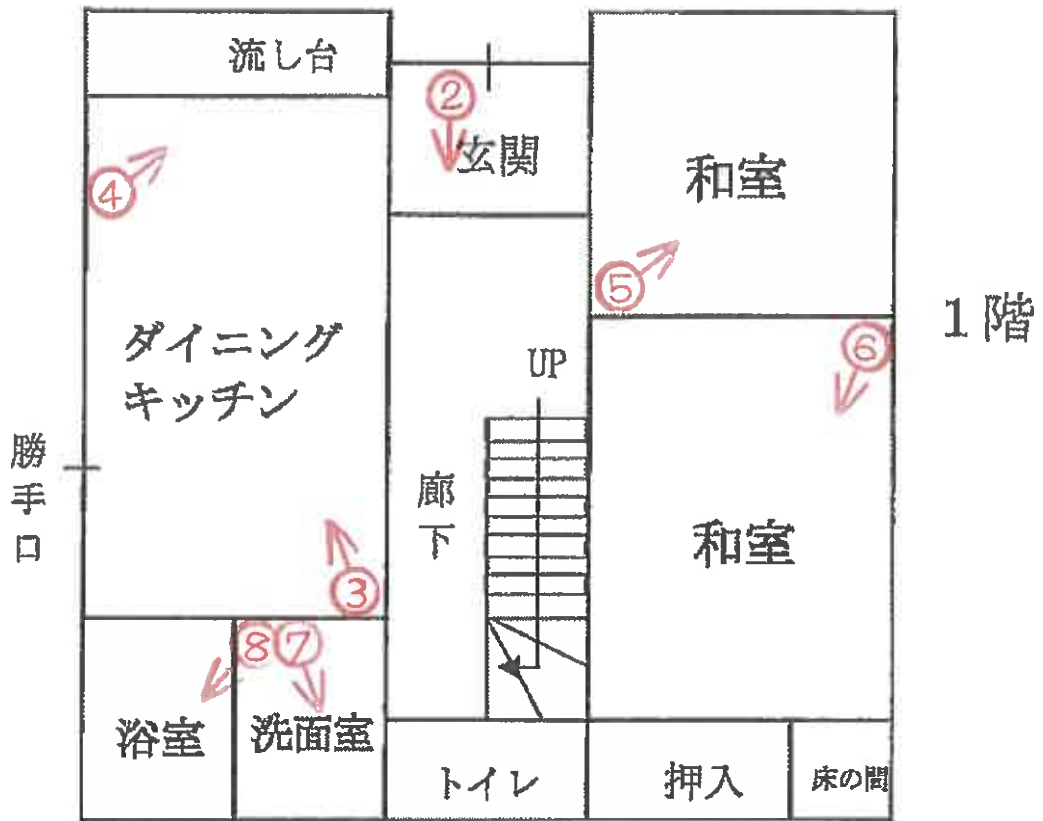 流し台
②
玄関
和室
④
⑤
1階
ダイニング
キッチン
UP
⑥
勝手口
廊下
和室
③
⑧
⑦
浴室
洗面室
トイレ
押入
床の間